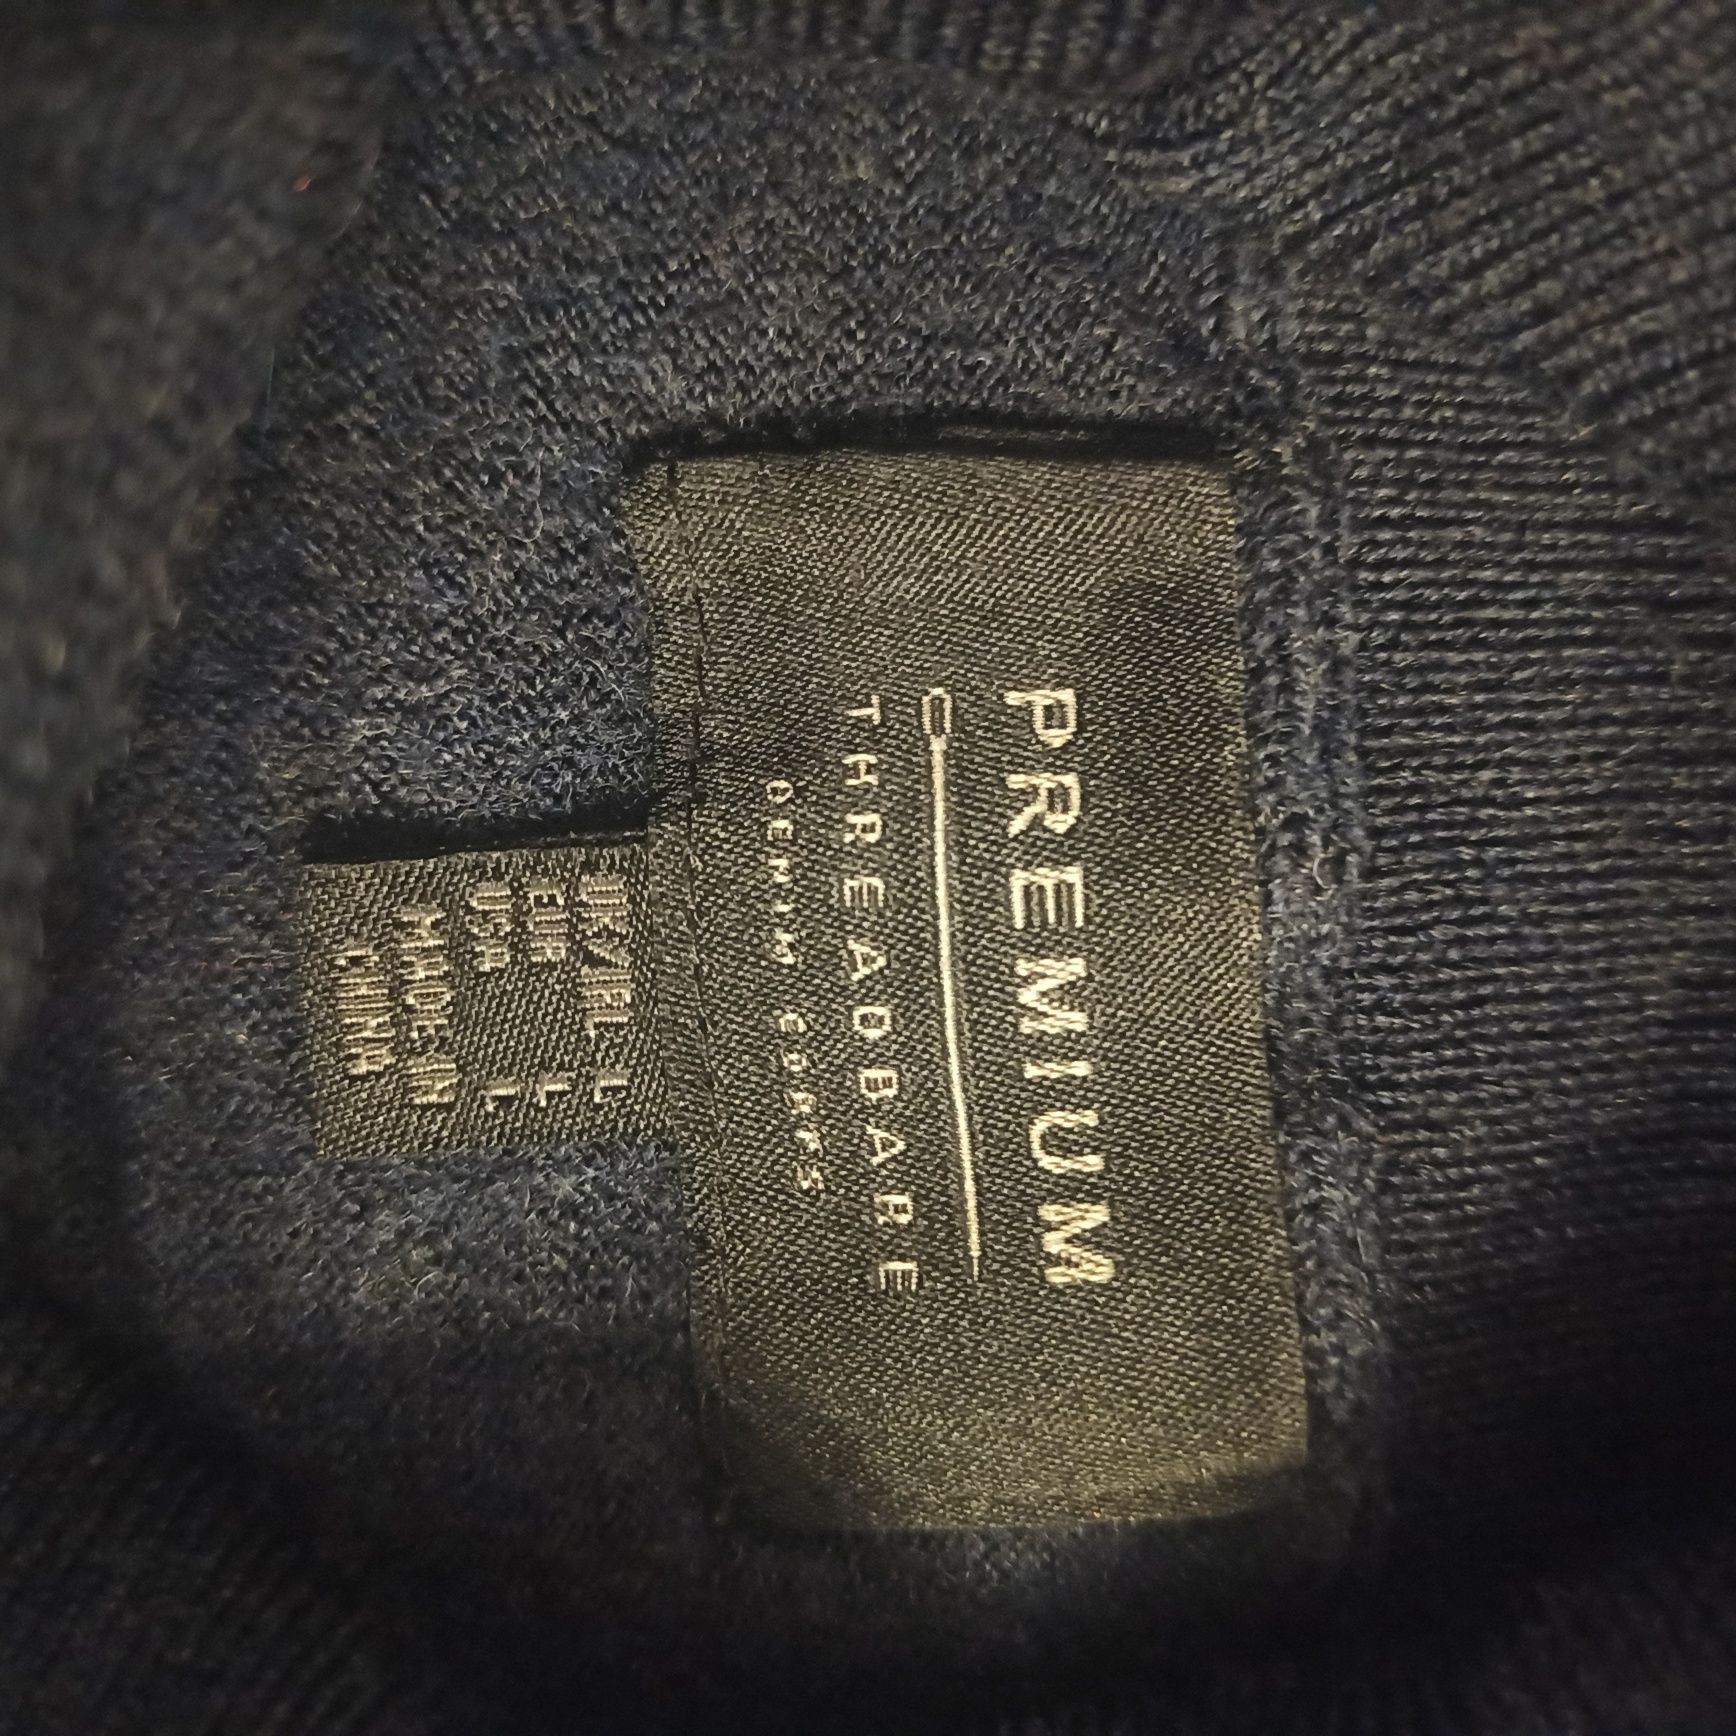 PREMIUM
THREADBARE
DENIM CORPS
UK/IRL L
EUR L
USA L
MADE IN
CHINA